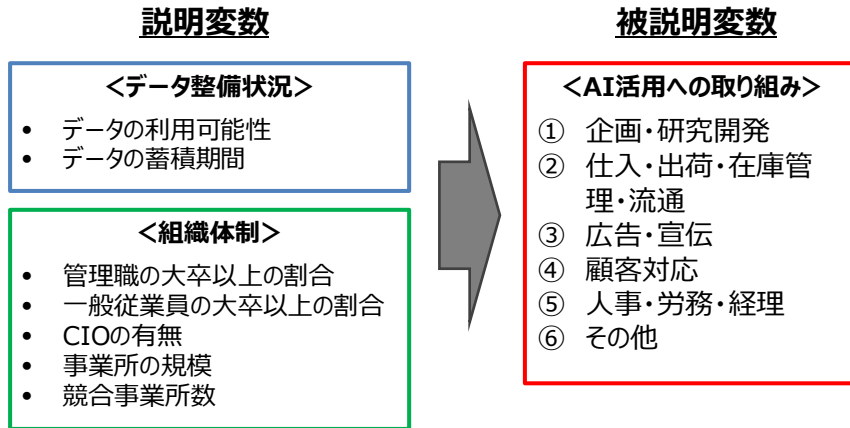 説明変数
<データ整備状況>
• データの利用可能性
• データの蓄積期間
<組織体制>
• 管理職の大卒以上の割合
• 一般従業員の大卒以上の割合
• CIOの有無
• 事業所の規模
• 競合事業所数
被説明変数
<AI活用への取り組み>
① 企画・研究開発
② 仕入・出荷・在庫管
理・流通
③ 広告・宣伝
④ 顧客対応
⑤ 人事・労務・経理
⑥ その他